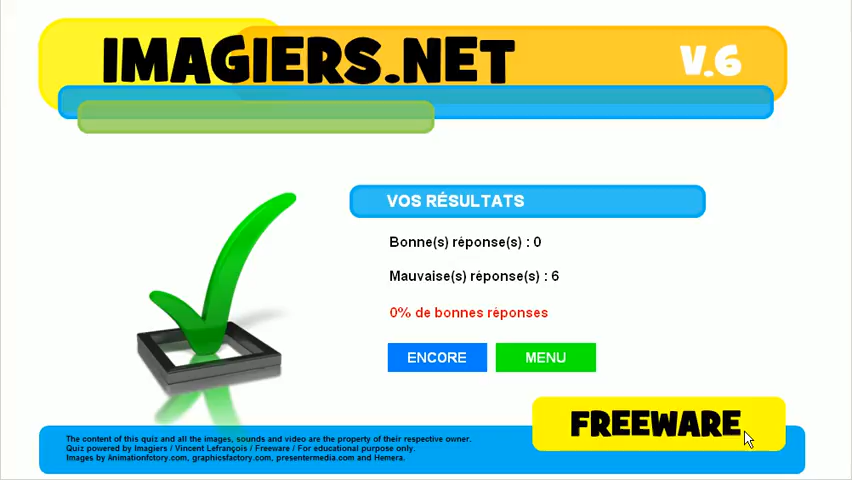 IMAGIERS.NET
V.6
VOS RÉSULTATS
Bonne(s) réponse(s) : 0
Mauvaise(s) réponse(s) : 6
0% de bonnes réponses
ENCORE
MENU
FREEWARE
The content of this quiz and all the images, sounds and video are the property of their respective owner.
Quiz powered by Imagiers / Vincent Lefrançois / Freeware / For educational purpose only.
Images by Animationfctory.com, graphicsfactory.com, presentermedia.com and Hemera.